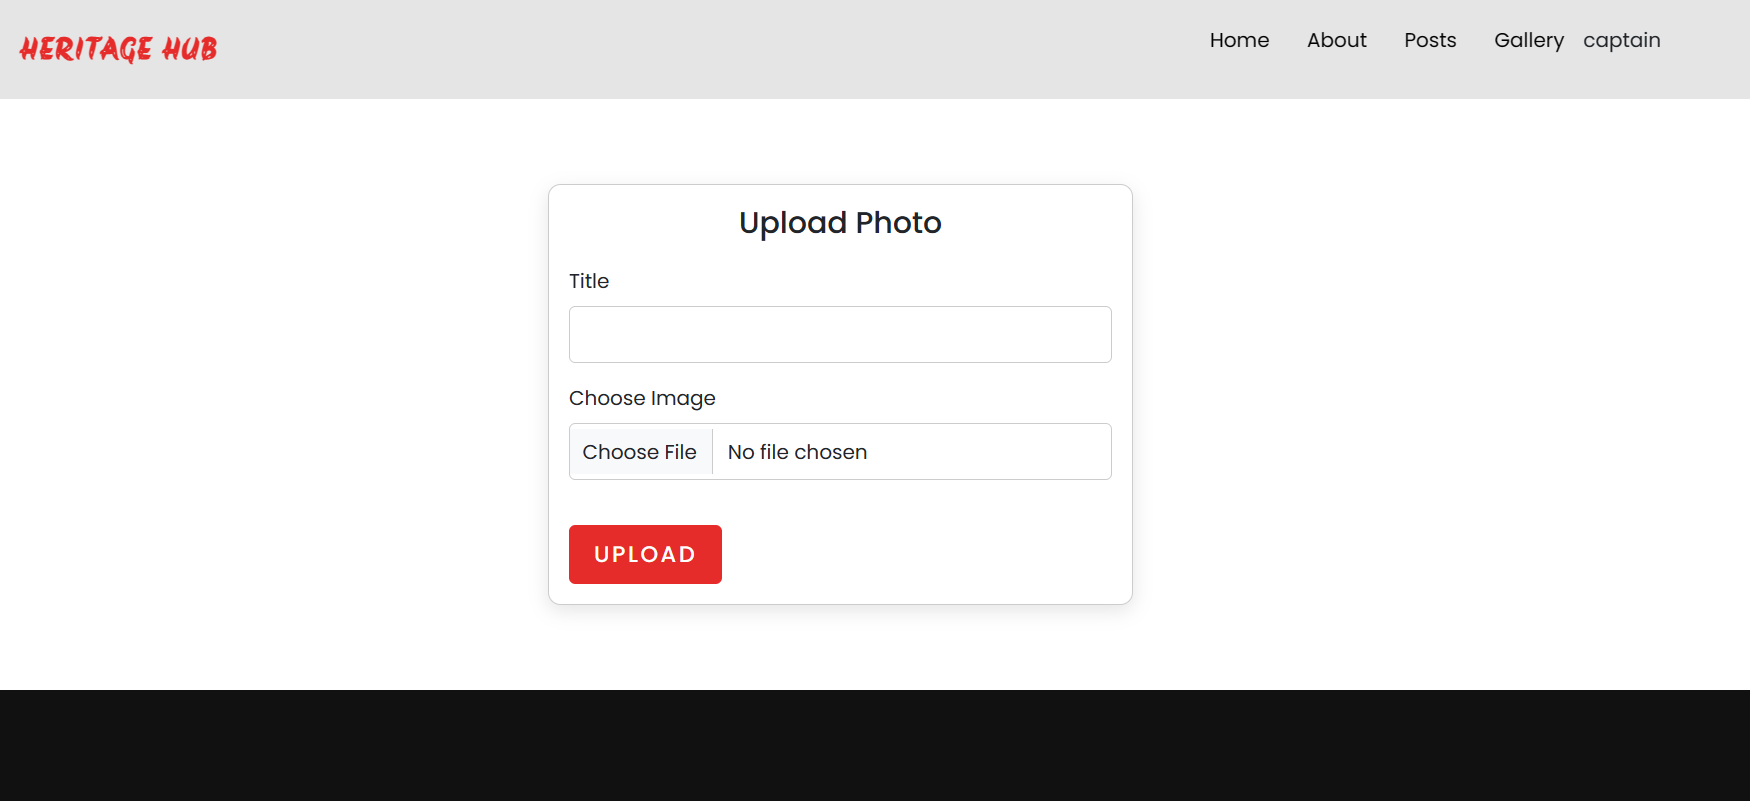 HERITAGE HUB
Home About Posts Gallery captain
Upload Photo
Title
Choose Image
Choose File No file chosen
UPLOAD